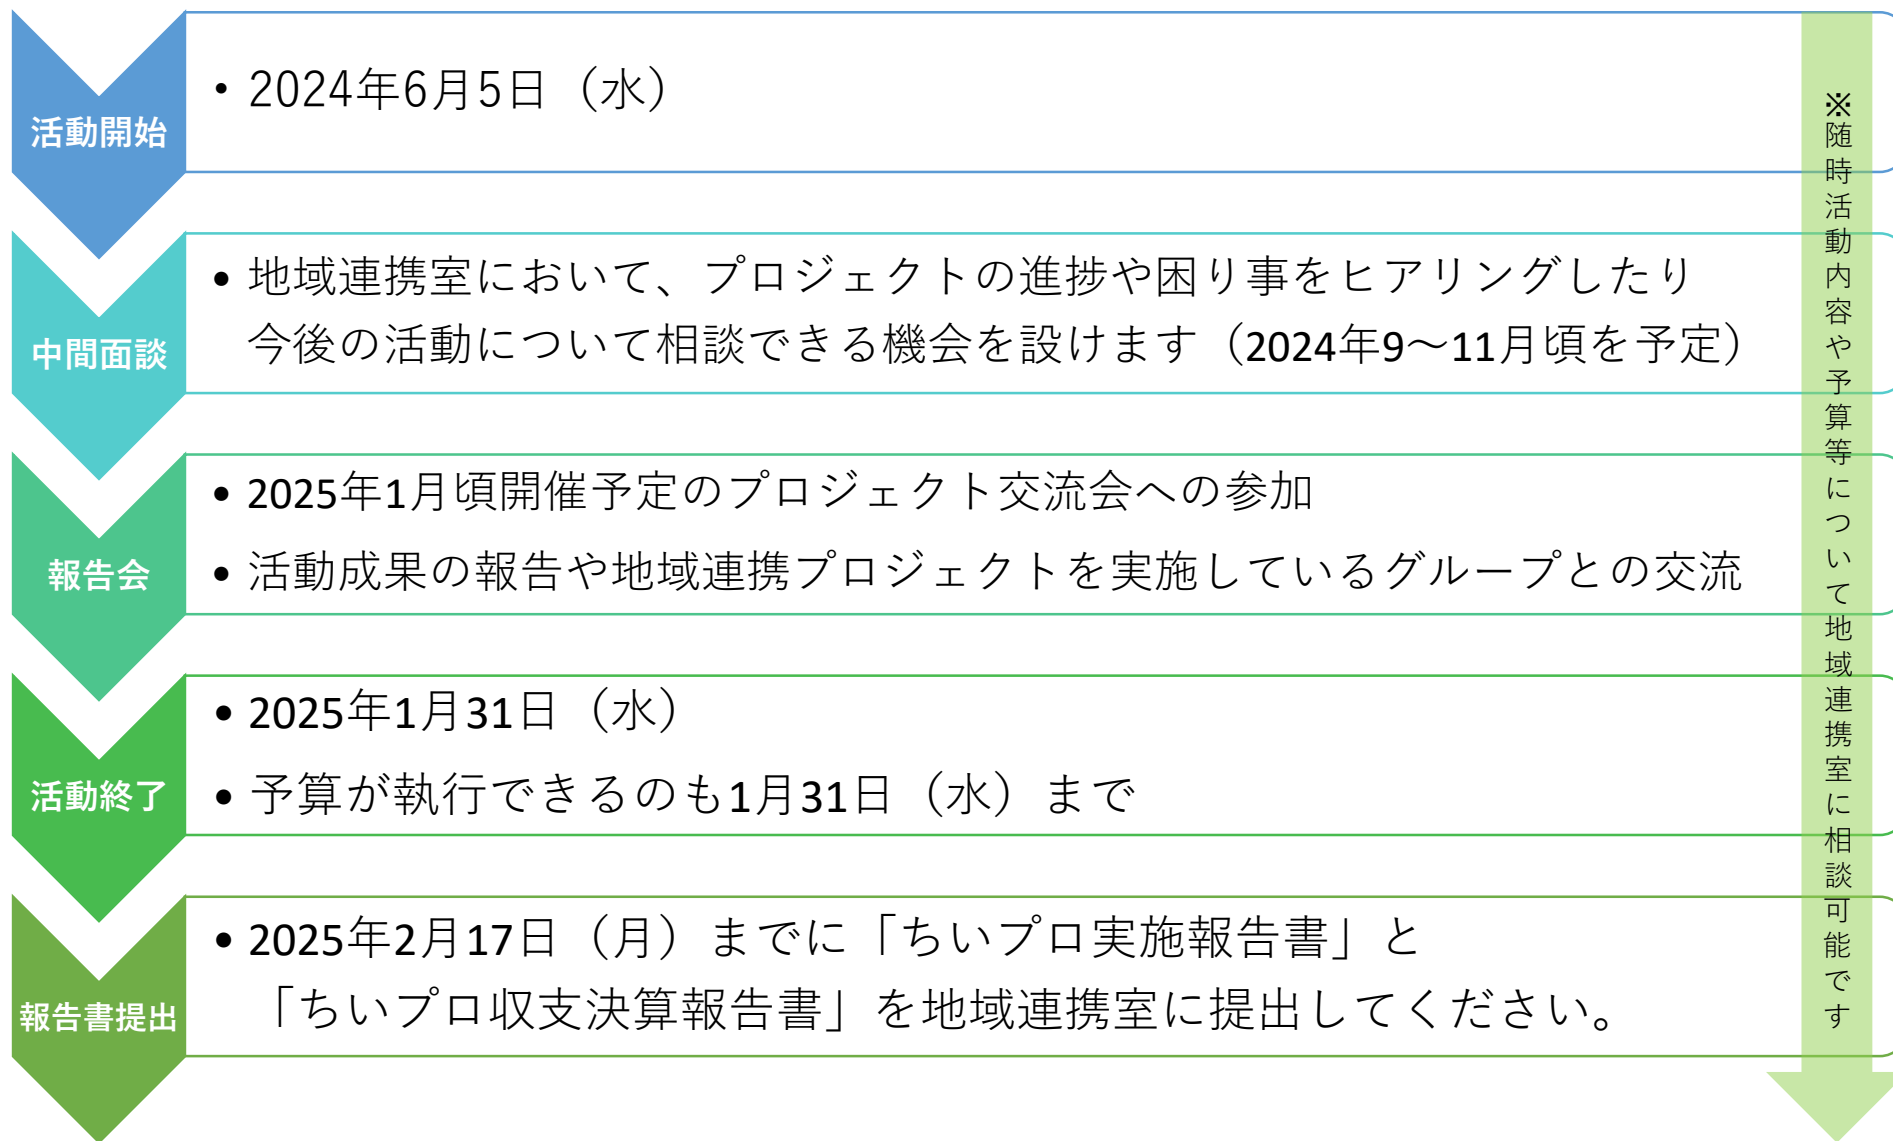 活動開始
・2024年6月5日（水）
中間面談
• 地域連携室において、プロジェクトの進捗や困り事をヒアリングしたり
今後の活動について相談できる機会を設けます（2024年9～11月頃を予定）
報告会
• 2025年1月頃開催予定のプロジェクト交流会への参加
• 活動成果の報告や地域連携プロジェクトを実施しているグループとの交流
活動終了
• 2025年1月31日（水）
• 予算が執行できるのも1月31日（水）まで
報告書提出
• 2025年2月17日（月）までに「ちいプロ実施報告書」と
「ちいプロ収支決算報告書」を地域連携室に提出してください。
※随時活動内容や予算等について地域連携室に相談可能です